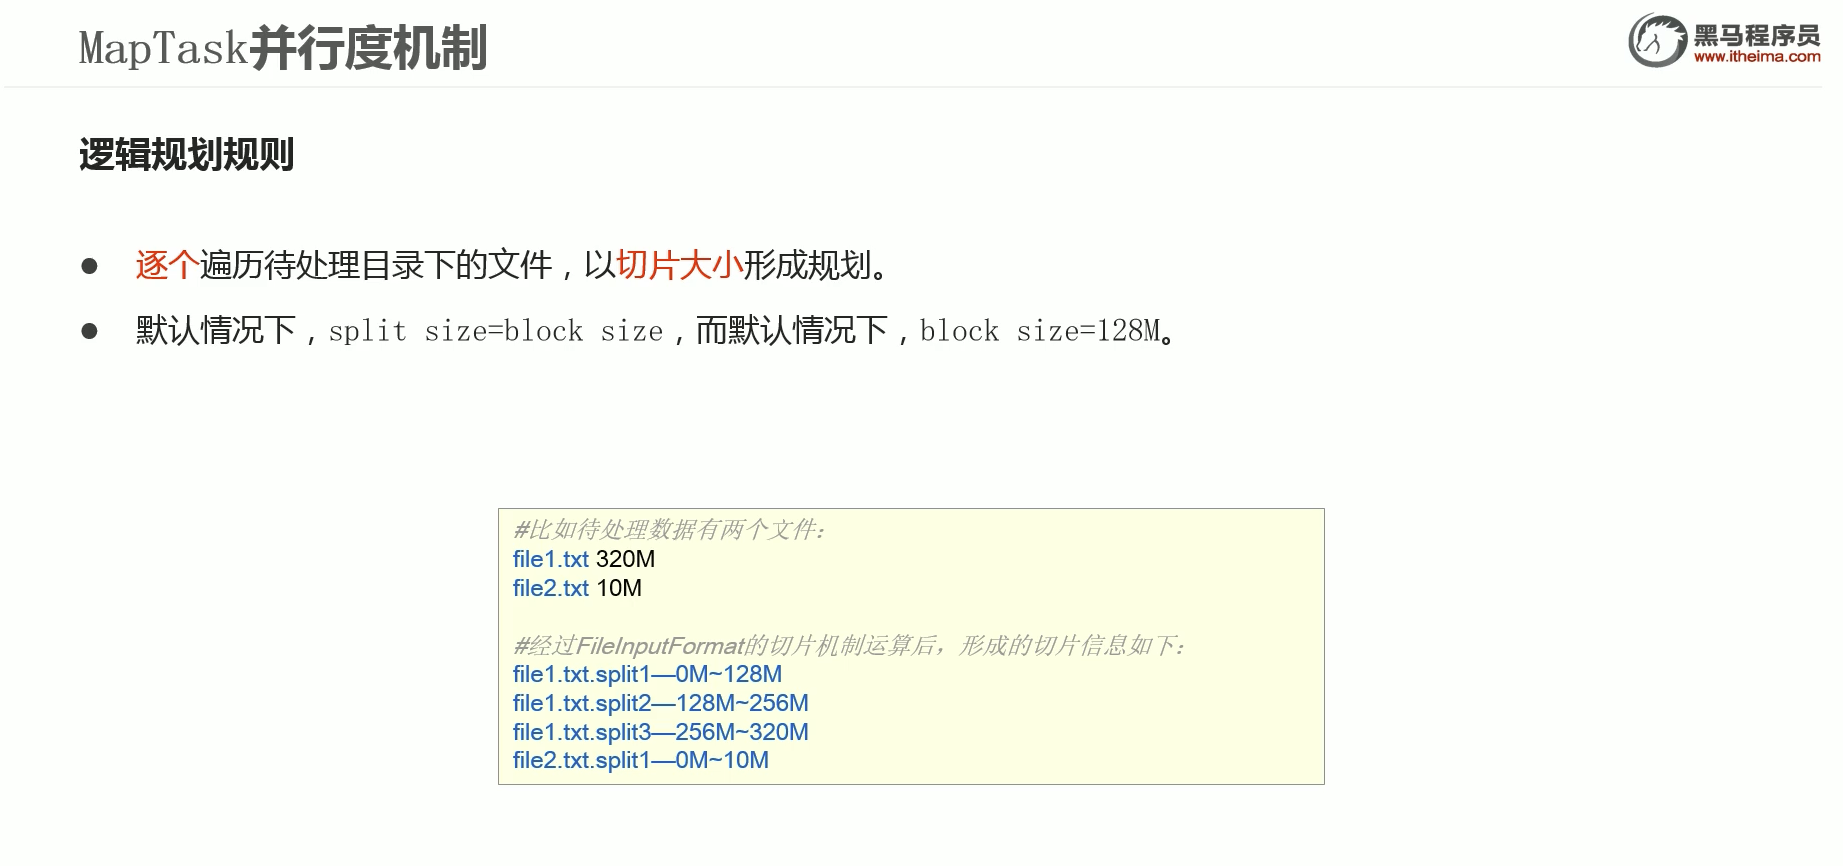 MapTask并行度机制
黑马程序员
www.itheima.com
逻辑规划规则
● 逐个遍历待处理目录下的文件，以切片大小形成规划。
● 默认情况下，split size=block size，而默认情况下，block size=128M。
#比如待处理数据有两个文件：
file1.txt 320M
file2.txt 10M
#经过FileInputFormat的切片机制运算后，形成的切片信息如下：
file1.txt.split1—0M~128M
file1.txt.split2—128M~256M
file1.txt.split3—256M~320M
file2.txt.split1—0M~10M